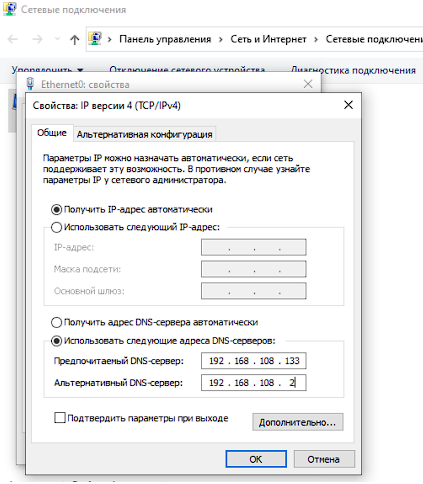 Сетевые подключения
Панель управления › Сеть и Интернет › Сетевые подключени
Упорядочить Отключение сетевого устройства Диагностика подключения
Ethernet0: свойства
Свойства: IP версии 4 (TCP/IPv4)
Общие Альтернативная конфигурация
Параметры IP можно назначать автоматически, если сеть
поддерживает эту возможность. В противном случае узнайте
параметры IP у сетевого администратора.
Получить IP-адрес автоматически
Использовать следующий IP-адрес:
IP-адрес:
Маска подсети:
Основной шлюз:
Получить адрес DNS-сервера автоматически
Использовать следующие адреса DNS-серверов:
Предпочитаемый DNS-сервер: 192 . 168 . 108 . 133
Альтернативный DNS-сервер: 192 . 168 . 108 . 2
Подтвердить параметры при выходе
Дополнительно...
ОК Отмена